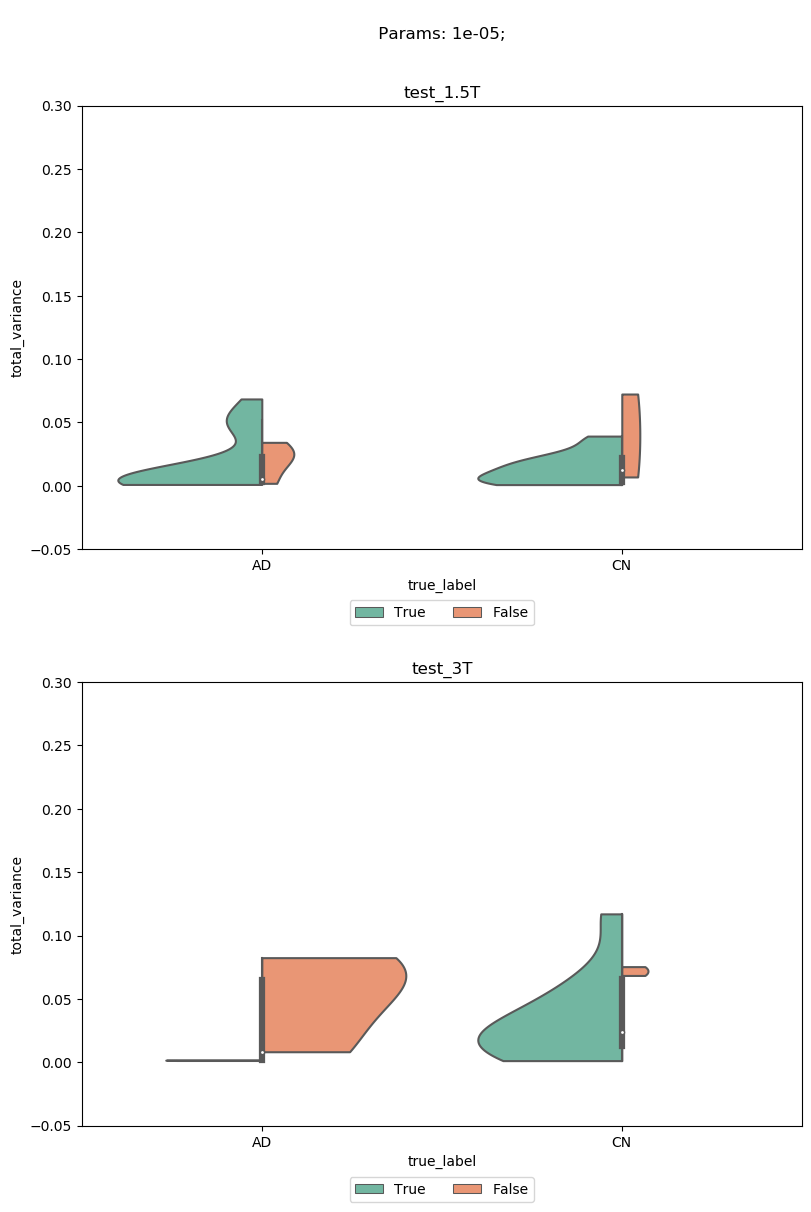 Params: 1e-05;
test_1.5T
0.30
0.25
0.20
0.15
0.10
0.05
0.00
−0.05
total_variance
AD CN
true_label
True False
test_3T
0.30
0.25
0.20
0.15
0.10
0.05
0.00
−0.05
total_variance
AD CN
true_label
True False